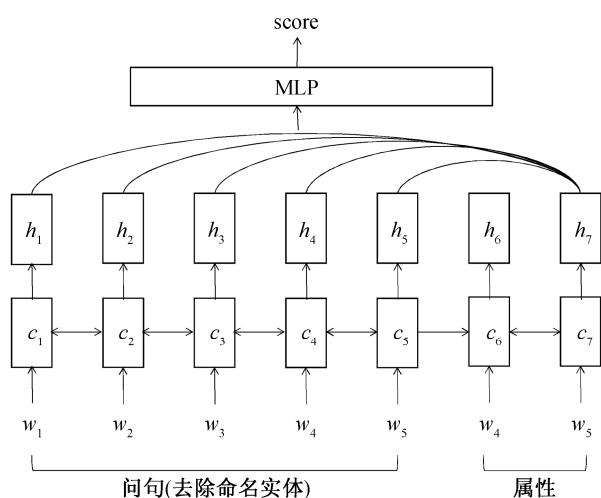 score
MLP
h₁ h₂ h₃ h₄ h₅ h₆ h₇
c₁ c₂ c₃ c₄ c₅ c₆ c₇
w₁ w₂ w₃ w₄ w₅ w₄ w₅
问句(去除命名实体) 属性